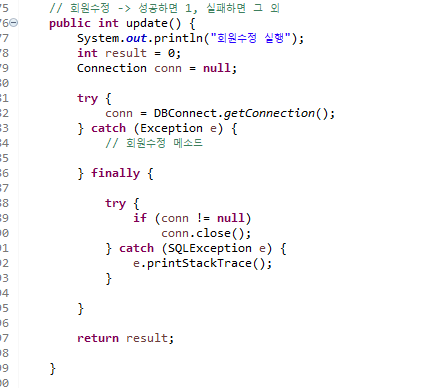 75 // 회원수정 -> 성공하면 1, 실패하면 그 외
76 public int update() {
77 System.out.println("회원수정 실행");
78 int result = 0;
79 Connection conn = null;
80
81 try {
82 conn = DBConnect.getConnection();
83 } catch (Exception e) {
84 // 회원수정 메소드
85
86 } finally {
87
88 try {
89 if (conn != null)
90 conn.close();
91 } catch (SQLException e) {
92 e.printStackTrace();
93 }
94
95 }
96
97 return result;
98
99 }
00